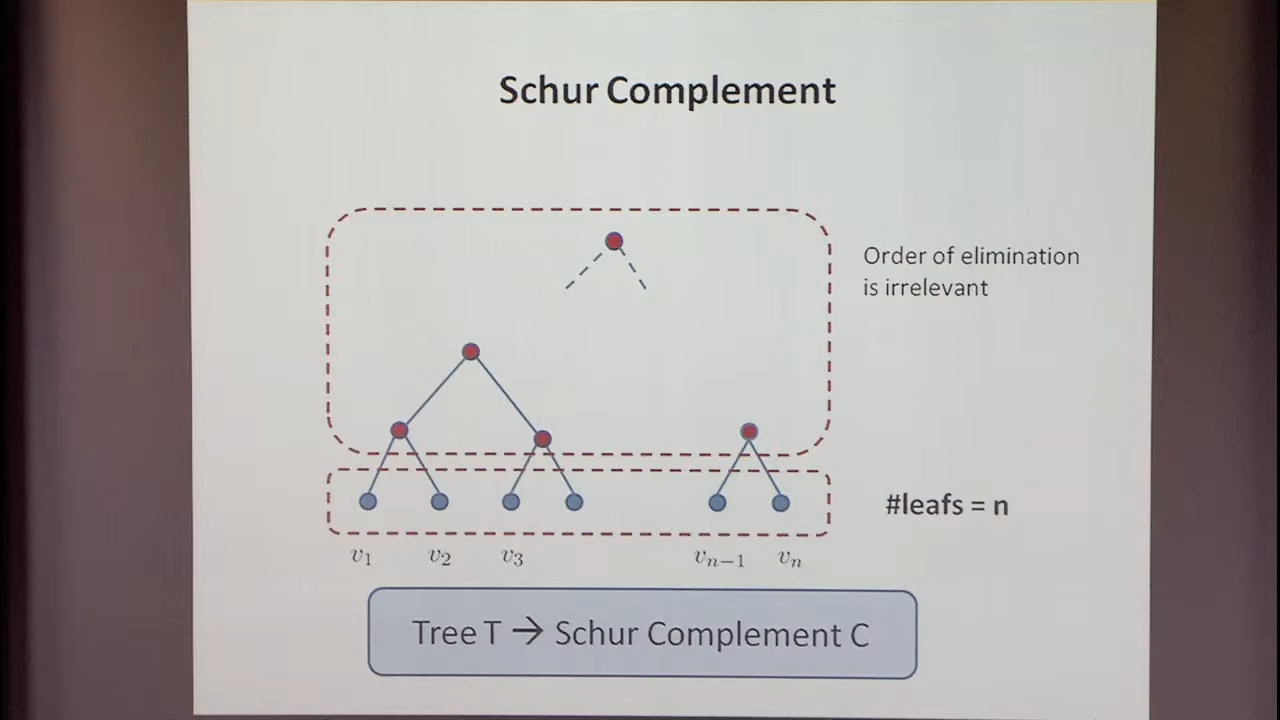 Schur Complement
Order of elimination
is irrelevant
#leafs = n
v₁ v₂ v₃ vₙ₋₁ vₙ
Tree T → Schur Complement C